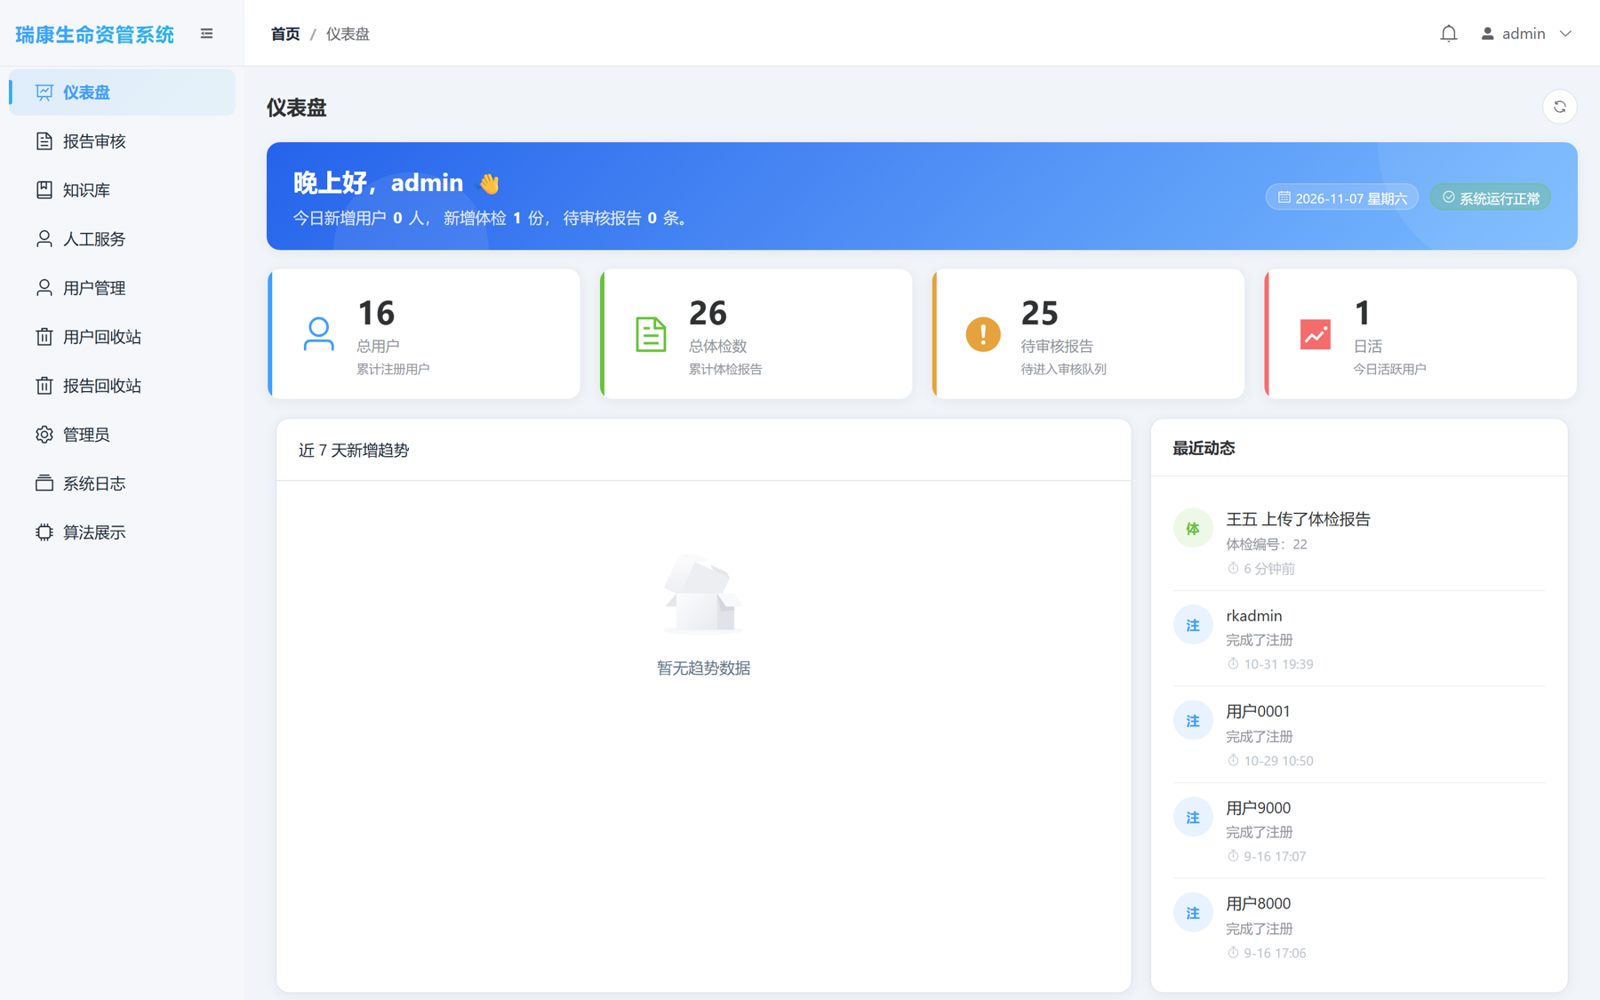 瑞康生命资管系统
首页 / 仪表盘
admin
仪表盘
报告审核
知识库
人工服务
用户管理
用户回收站
报告回收站
管理员
系统日志
算法展示
仪表盘
晚上好，admin 👋
今日新增用户 0 人，新增体检 1 份，待审核报告 0 条。
2026-11-07 星期六
系统运行正常
16
总用户
累计注册用户
26
总体检数
累计体检报告
25
待审核报告
待进入审核队列
1
日活
今日活跃用户
近 7 天新增趋势
暂无趋势数据
最近动态
体
王五 上传了体检报告
体检编号：22
6 分钟前
注
rkadmin
完成了注册
10-31 19:39
注
用户0001
完成了注册
10-29 10:50
注
用户9000
完成了注册
9-16 17:07
注
用户8000
完成了注册
9-16 17:06